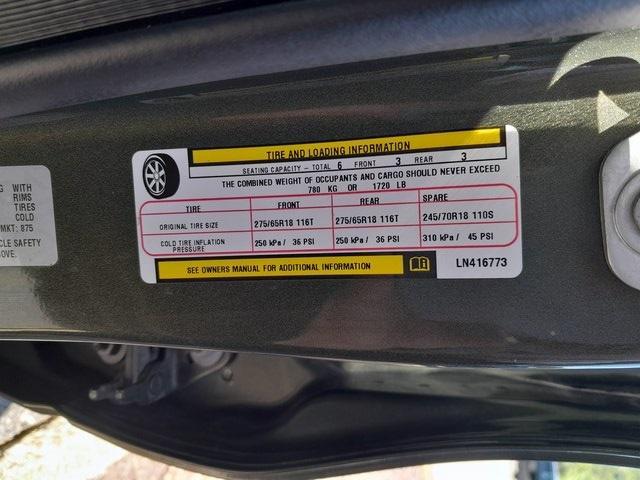 TIRE AND LOADING INFORMATION
SEATING CAPACITY - TOTAL 6 FRONT 3 REAR 3
THE COMBINED WEIGHT OF OCCUPANTS AND CARGO SHOULD NEVER EXCEED
780 KG OR 1720 LB
TIRE FRONT REAR SPARE
ORIGINAL TIRE SIZE 275/65R18 116T 275/65R18 116T 245/70R18 110S
COLD TIRE INFLATION PRESSURE 250 kPa / 36 PSI 250 kPa / 36 PSI 310 kPa / 45 PSI
SEE OWNERS MANUAL FOR ADDITIONAL INFORMATION
LN416773
WITH
RIMS
TIRES
COLD
MKT: 875
SAFETY